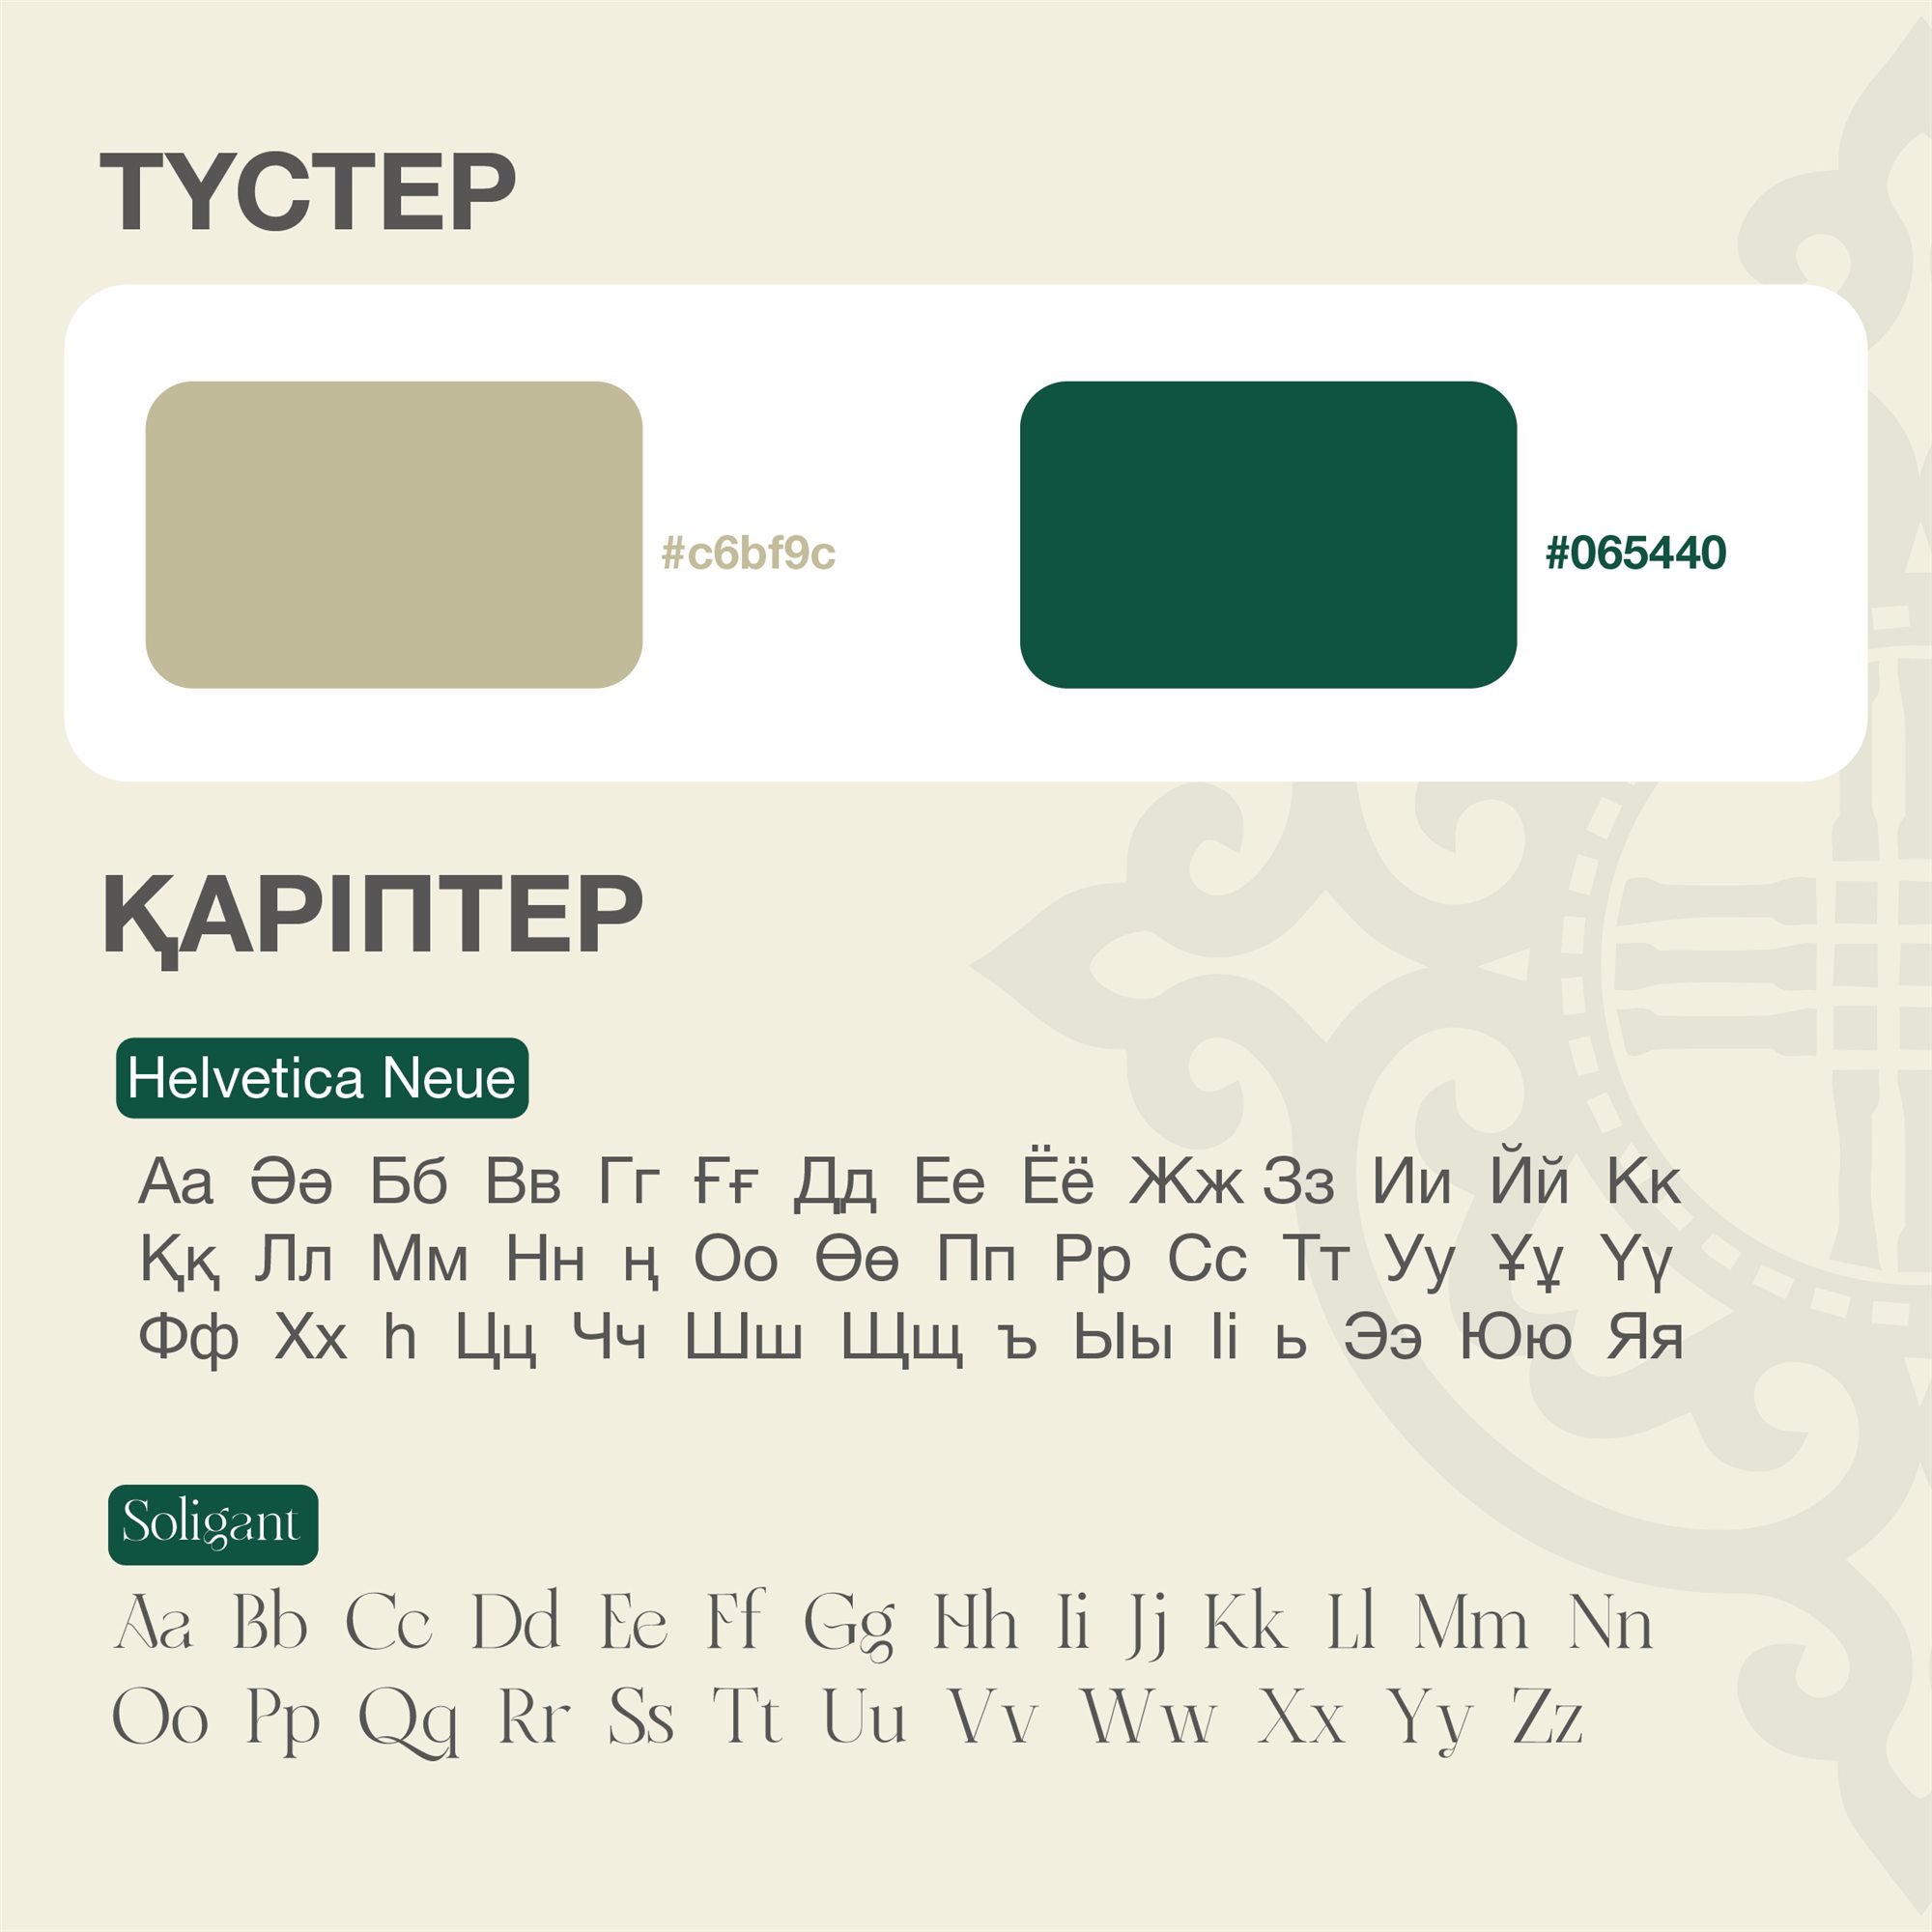 ТҮСТЕР
#c6bf9c #065440
ҚАРІПТЕР
Helvetica Neue
Аа Әә Бб Вв Гг Ғғ Дд Ее Ёё Жж Зз Ии Йй Кк
Ққ Лл Мм Нн ң Оо Өө Пп Рр Сс Тт Уу Ұұ Үү
Фф Хх һ Цц Чч Шш Щщ ъ Ыы Іі ь Ээ Юю Яя
Soligant
Aa Bb Cc Dd Ee Ff Gg Hh Ii Jj Kk Ll Mm Nn
Oo Pp Qq Rr Ss Tt Uu Vv Ww Xx Yy Zz